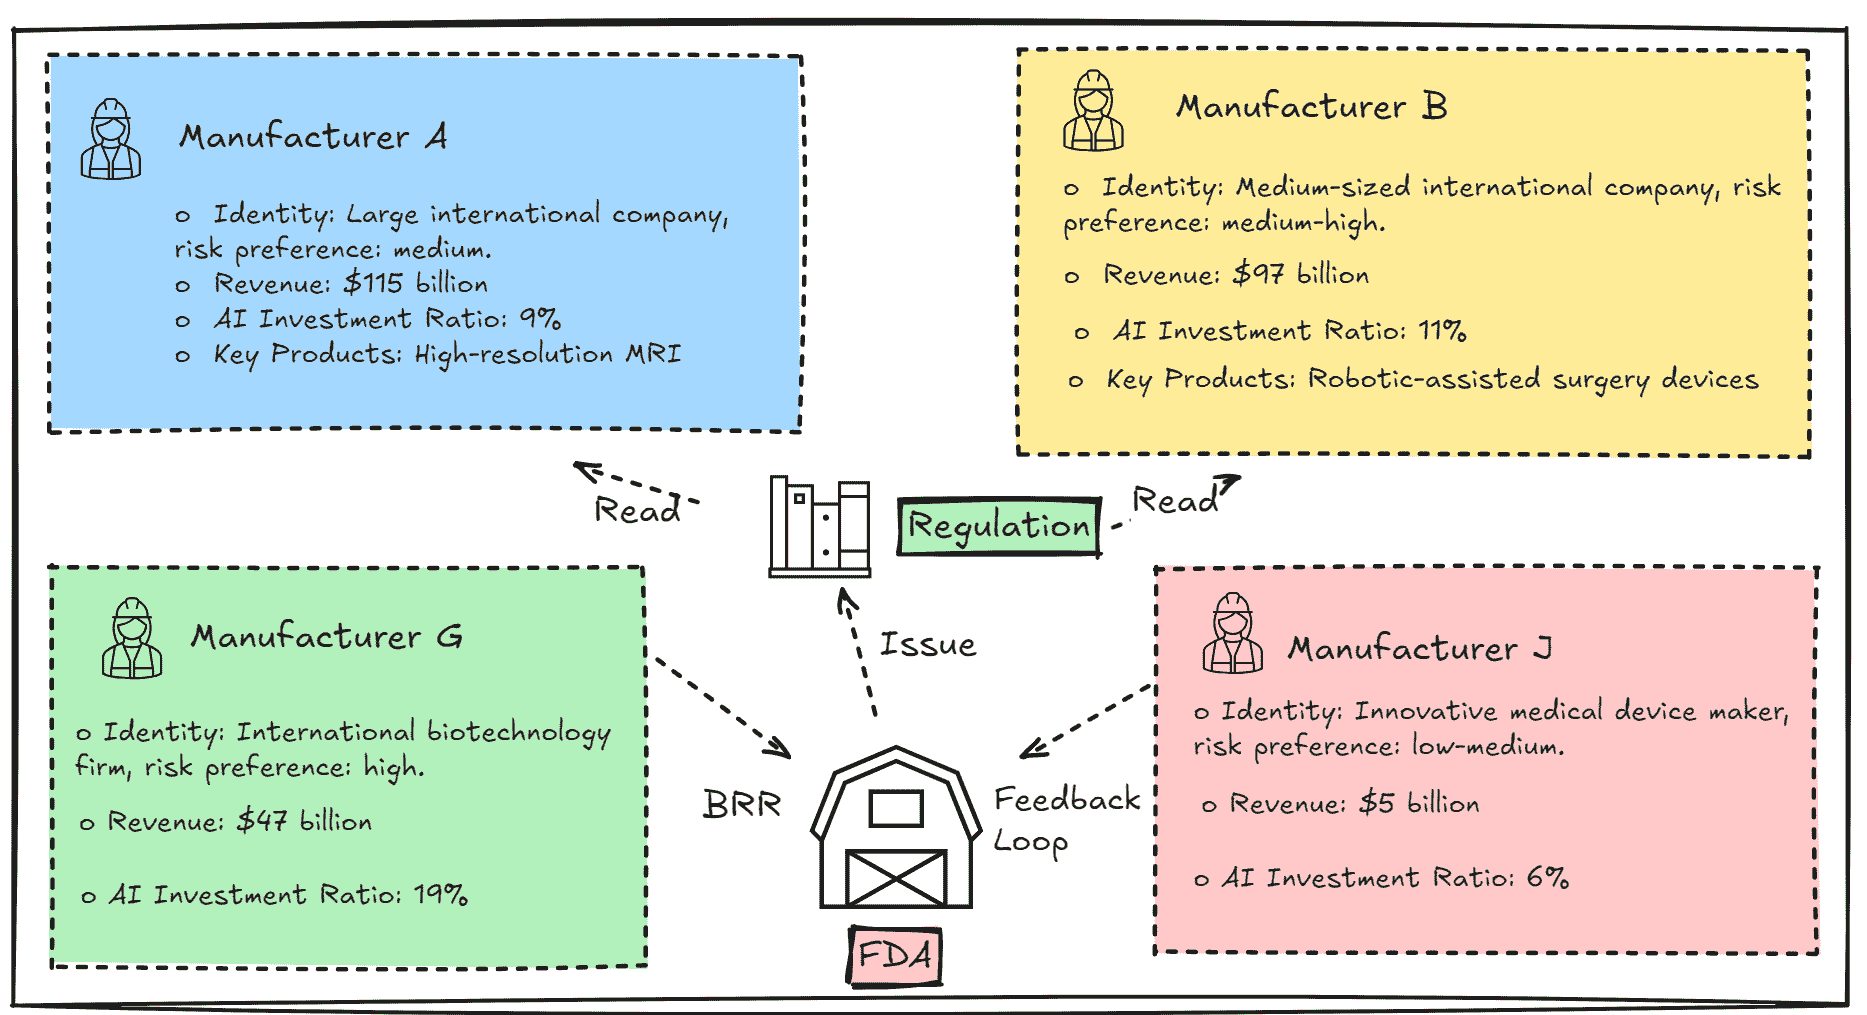 Manufacturer A
o Identity: Large international company,
risk preference: medium.
o Revenue: $115 billion
o AI Investment Ratio: 9%
o Key Products: High-resolution MRI
Manufacturer B
o Identity: Medium-sized international company, risk
preference: medium-high.
o Revenue: $97 billion
o AI Investment Ratio: 11%
o Key Products: Robotic-assisted surgery devices
Read
Regulation
Read
Manufacturer G
o Identity: International biotechnology
firm, risk preference: high.
o Revenue: $47 billion
o AI Investment Ratio: 19%
Issue
BRR
Feedback
Loop
FDA
Manufacturer J
o Identity: Innovative medical device maker,
risk preference: low-medium.
o Revenue: $5 billion
o AI Investment Ratio: 6%